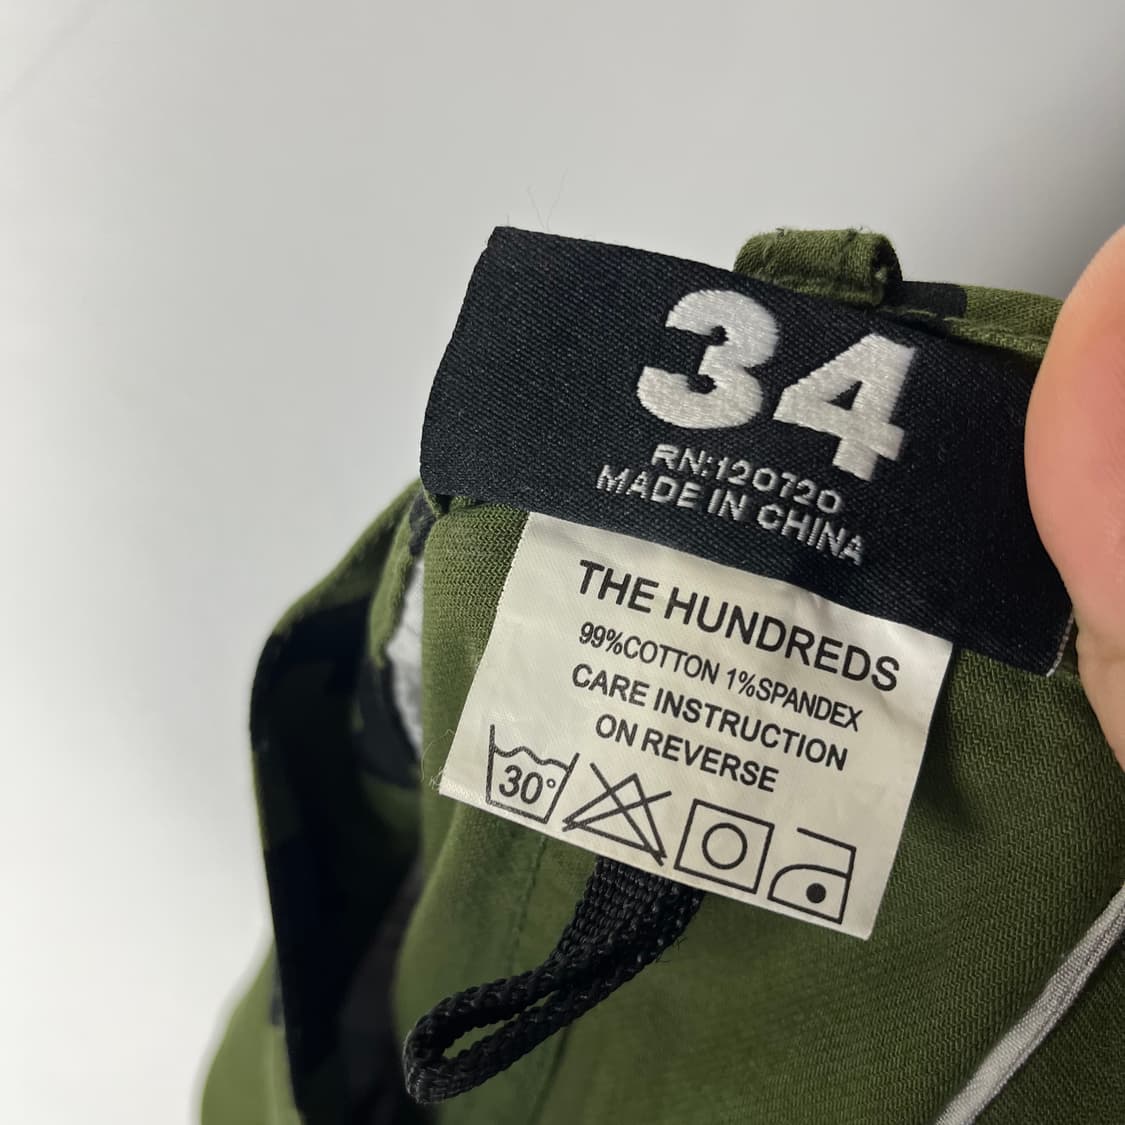 34
RN:120720
MADE IN CHINA
THE HUNDREDS
99%COTTON 1%SPANDEX
CARE INSTRUCTION
ON REVERSE
30°